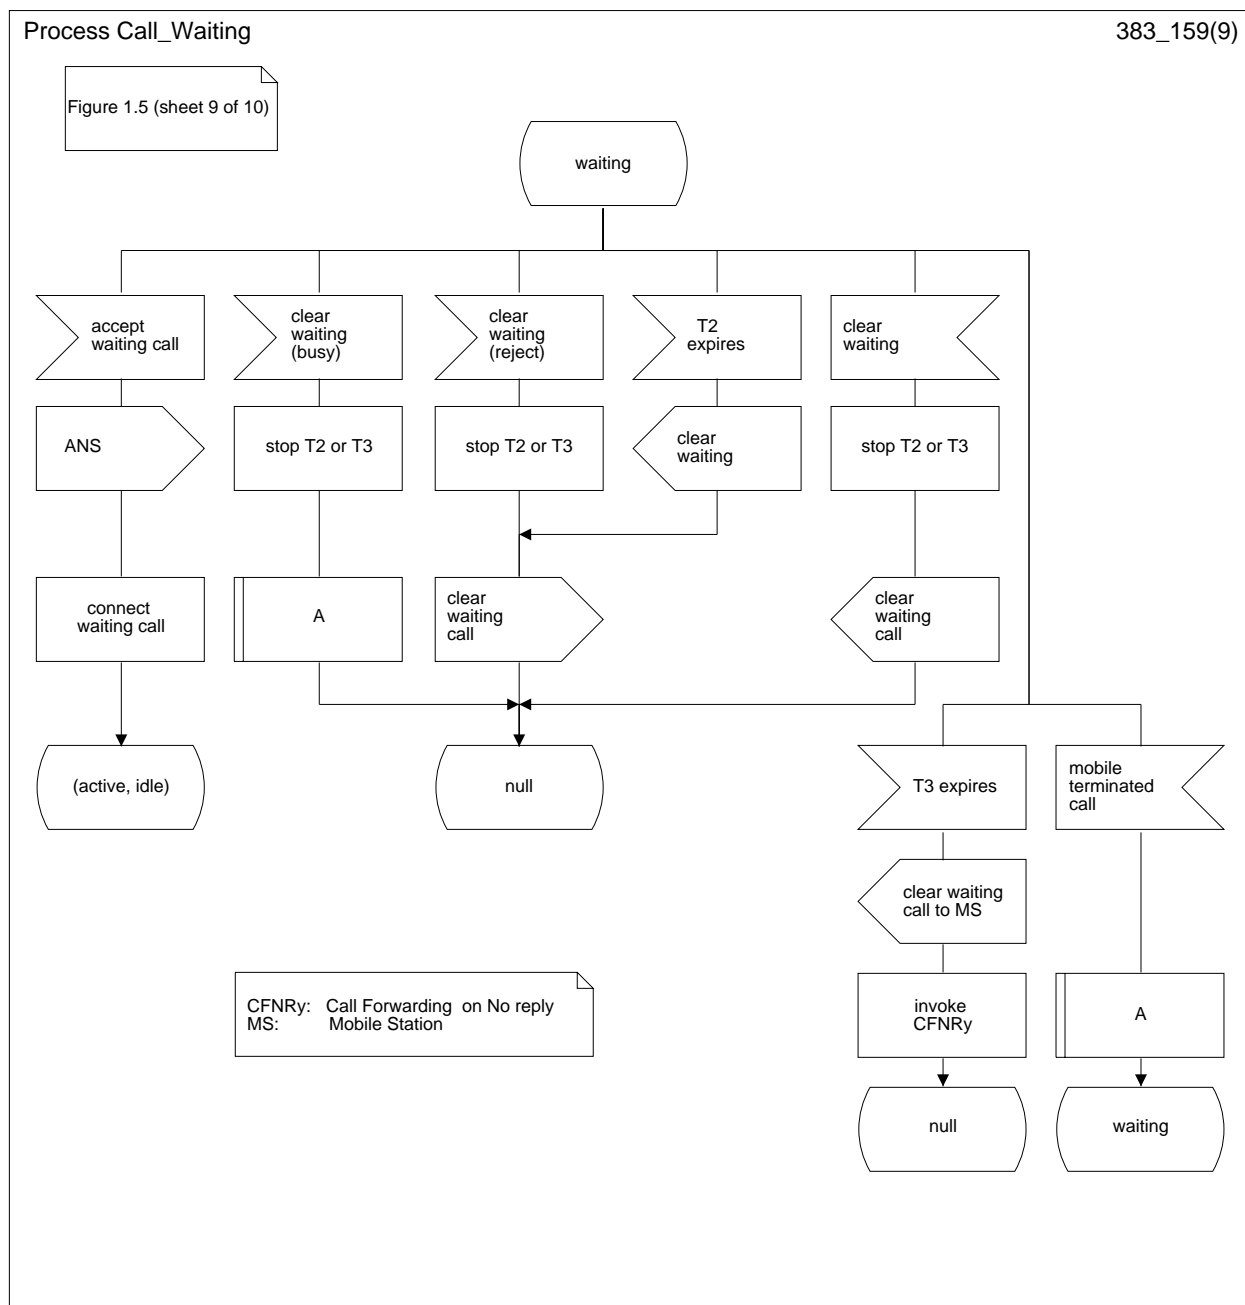 Process Call_Waiting
383_159(9)
Figure 1.5 (sheet 9 of 10)
waiting
accept
waiting call
clear
waiting
(busy)
clear
waiting
(reject)
T2
expires
clear
waiting
ANS
stop T2 or T3
stop T2 or T3
clear
waiting
stop T2 or T3
connect
waiting call
A
clear
waiting
call
clear
waiting
call
(active, idle)
null
T3 expires
mobile
terminated
call
clear waiting
call to MS
CFNRy: Call Forwarding on No reply
MS: Mobile Station
invoke
CFNRy
A
null
waiting